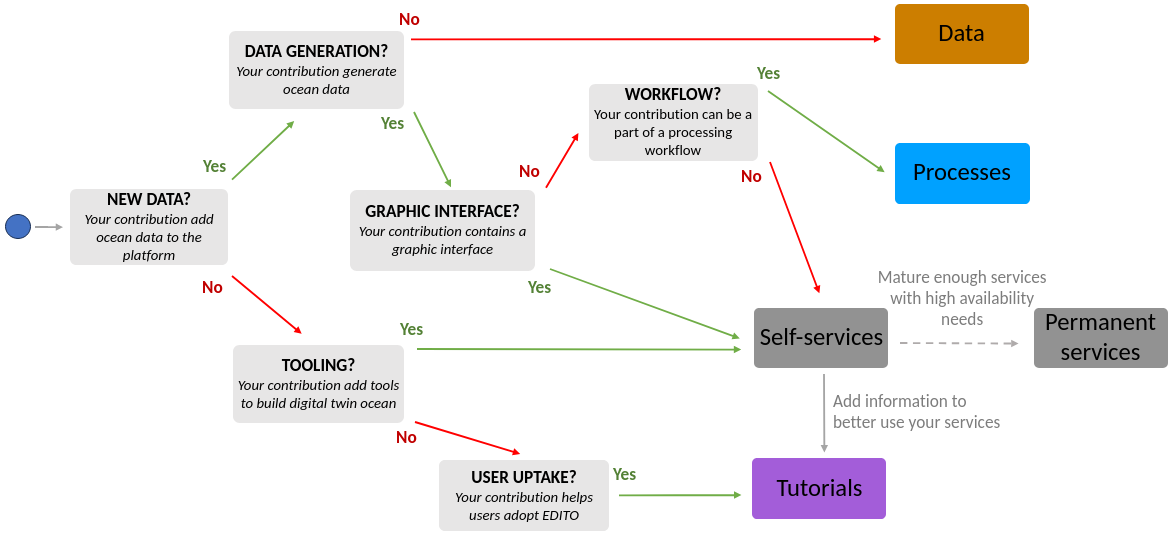 No
Data
DATA GENERATION?
Your contribution generate
ocean data
Yes
WORKFLOW?
Your contribution can be a
part of a processing
workflow
Yes
Yes
No
No
Processes
NEW DATA?
Your contribution add
ocean data to the
platform
GRAPHIC INTERFACE?
Your contribution contains a
graphic interface
No
Yes
Mature enough services
with high availability
needs
Yes
Self-services
Permanent
services
TOOLING?
Your contribution add tools
to build digital twin ocean
Add information to
better use your services
No
USER UPTAKE?
Your contribution helps
users adopt EDITO
Yes
Tutorials